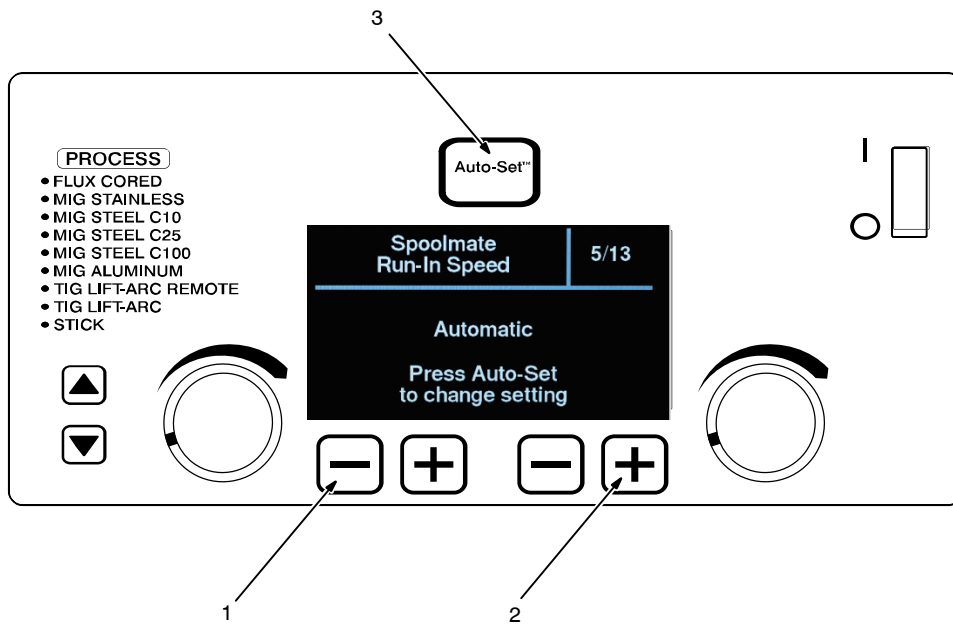 3
PROCESS
• FLUX CORED
• MIG STAINLESS
• MIG STEEL C10
• MIG STEEL C25
• MIG STEEL C100
• MIG ALUMINUM
• TIG LIFT-ARC REMOTE
• TIG LIFT-ARC
• STICK
Auto-Set™
Spoolmate
Run-In Speed
5/13
Automatic
Press Auto-Set
to change setting
I
O
− + − +
1
2